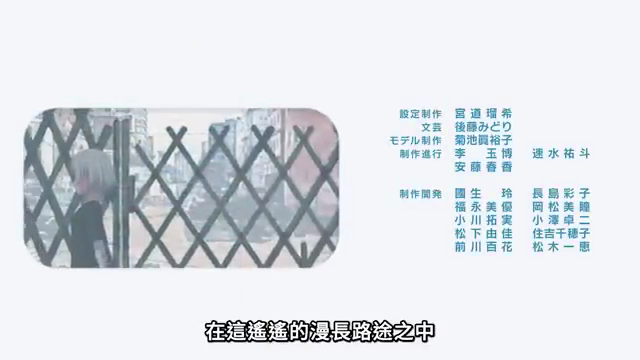 設定制作 宮道瑠希
文芸 後藤みどり
モデル制作 菊池眞裕子
制作進行 李 玉博 速水祐斗
安藤春香
制作開発 國生 玲 長島彩子
福永美優 岡松美瞳
小川拓実 小澤卓二
松下由佳 住吉千穂子
前川百花 松木一恵
在這遙遙的漫長路途之中